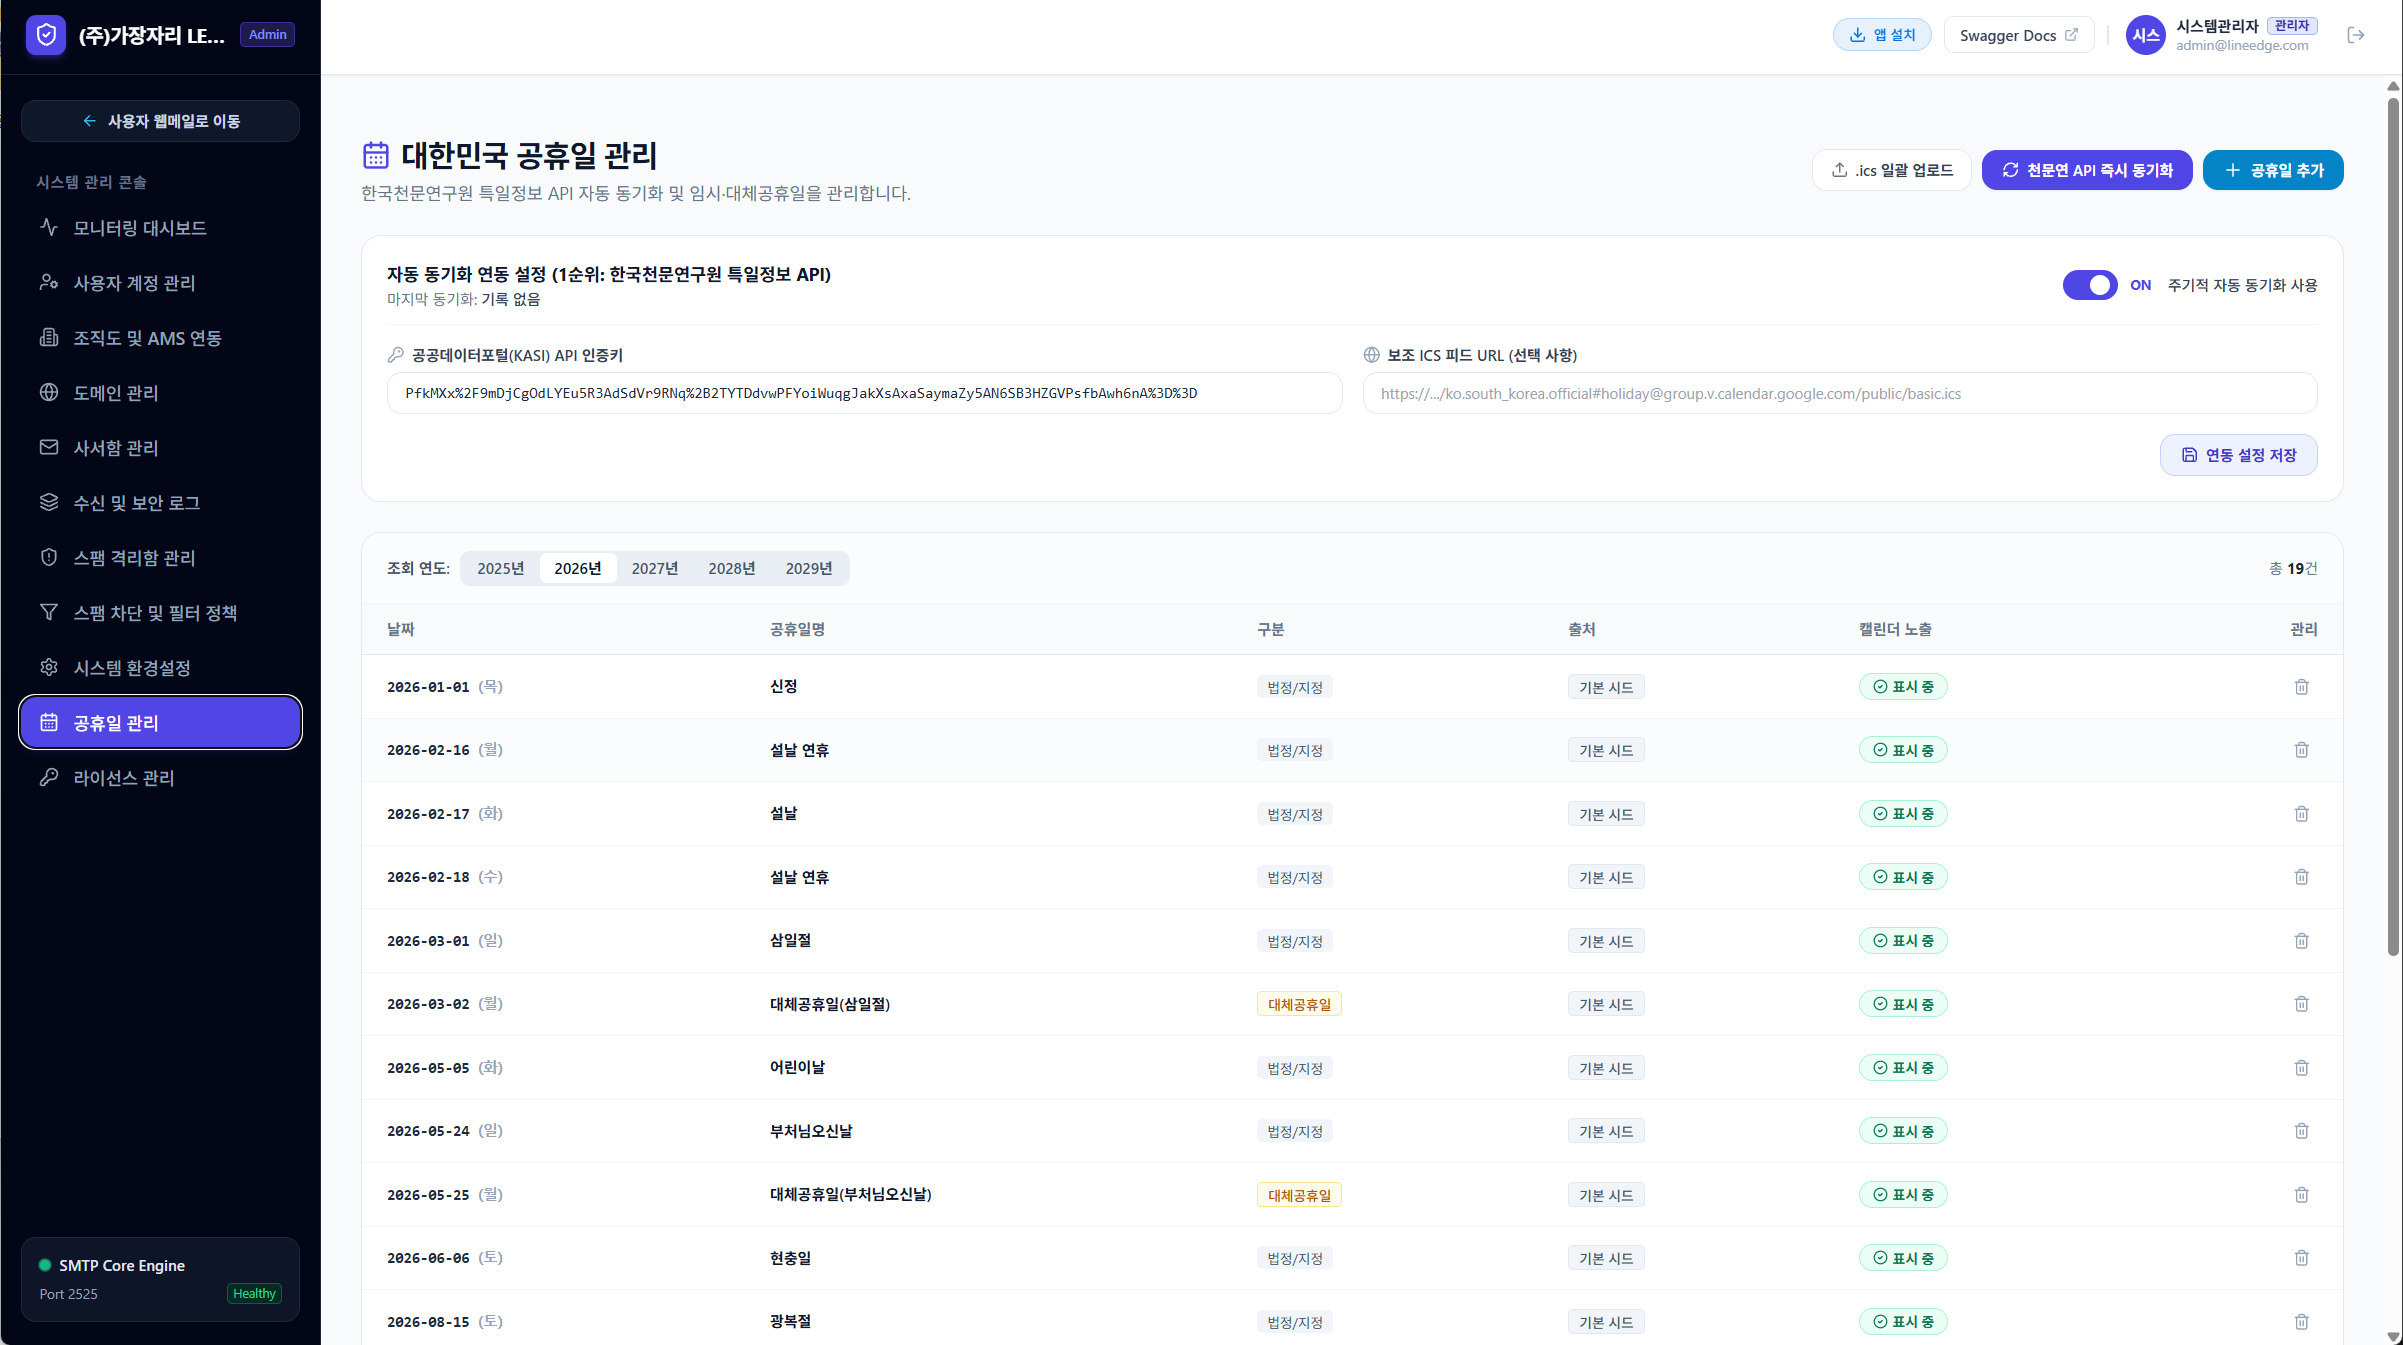 (주)가장자리 LE... Admin
앱 설치
Swagger Docs
시스
시스템관리자 관리자
admin@lineedge.com
사용자 웹메일로 이동
시스템 관리 콘솔
모니터링 대시보드
사용자 계정 관리
조직도 및 AMS 연동
도메인 관리
사서함 관리
수신 및 보안 로그
스팸 격리함 관리
스팸 차단 및 필터 정책
시스템 환경설정
공휴일 관리
라이선스 관리
SMTP Core Engine
Port 2525 Healthy
대한민국 공휴일 관리
한국천문연구원 특일정보 API 자동 동기화 및 임시·대체공휴일을 관리합니다.
.ics 일괄 업로드
천문연 API 즉시 동기화
공휴일 추가
자동 동기화 연동 설정 (1순위: 한국천문연구원 특일정보 API)
마지막 동기화: 기록 없음
ON 주기적 자동 동기화 사용
공공데이터포털(KASI) API 인증키
PfkMXx%2F9mDjCgOdLYEu5R3AdSdVr9RNq%2B2TYTDdvwPFYoiWuqgJakXsAxaSaymaZy5AN6SB3HZGVPsfbAwh6nA%3D%3D
보조 ICS 피드 URL (선택 사항)
https://.../ko.south_korea.official#holiday@group.v.calendar.google.com/public/basic.ics
연동 설정 저장
조회 연도: 2025년 2026년 2027년 2028년 2029년 총 19건
날짜 공휴일명 구분 출처 캘린더 노출 관리
2026-01-01 (목) 신정 법정/지정 기본 시드 표시 중
2026-02-16 (월) 설날 연휴 법정/지정 기본 시드 표시 중
2026-02-17 (화) 설날 법정/지정 기본 시드 표시 중
2026-02-18 (수) 설날 연휴 법정/지정 기본 시드 표시 중
2026-03-01 (일) 삼일절 법정/지정 기본 시드 표시 중
2026-03-02 (월) 대체공휴일(삼일절) 대체공휴일 기본 시드 표시 중
2026-05-05 (화) 어린이날 법정/지정 기본 시드 표시 중
2026-05-24 (일) 부처님오신날 법정/지정 기본 시드 표시 중
2026-05-25 (월) 대체공휴일(부처님오신날) 대체공휴일 기본 시드 표시 중
2026-06-06 (토) 현충일 법정/지정 기본 시드 표시 중
2026-08-15 (토) 광복절 법정/지정 기본 시드 표시 중